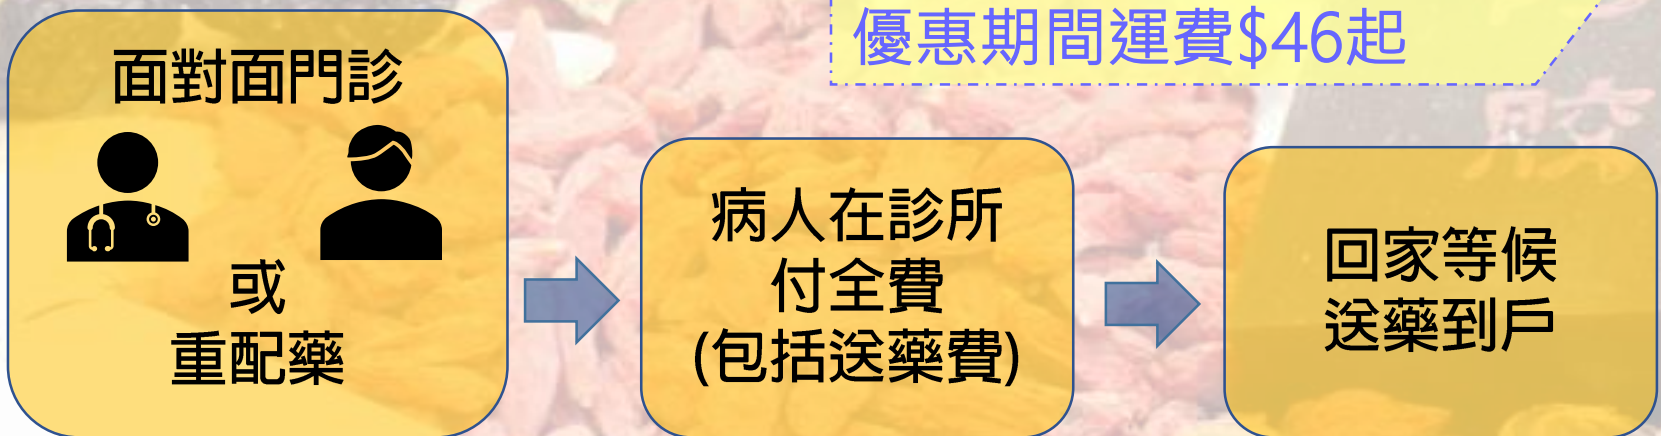 優惠期間運費$46起
面對面門診
或
重配藥
病人在診所
付全費
(包括送藥費)
回家等候
送藥到戶